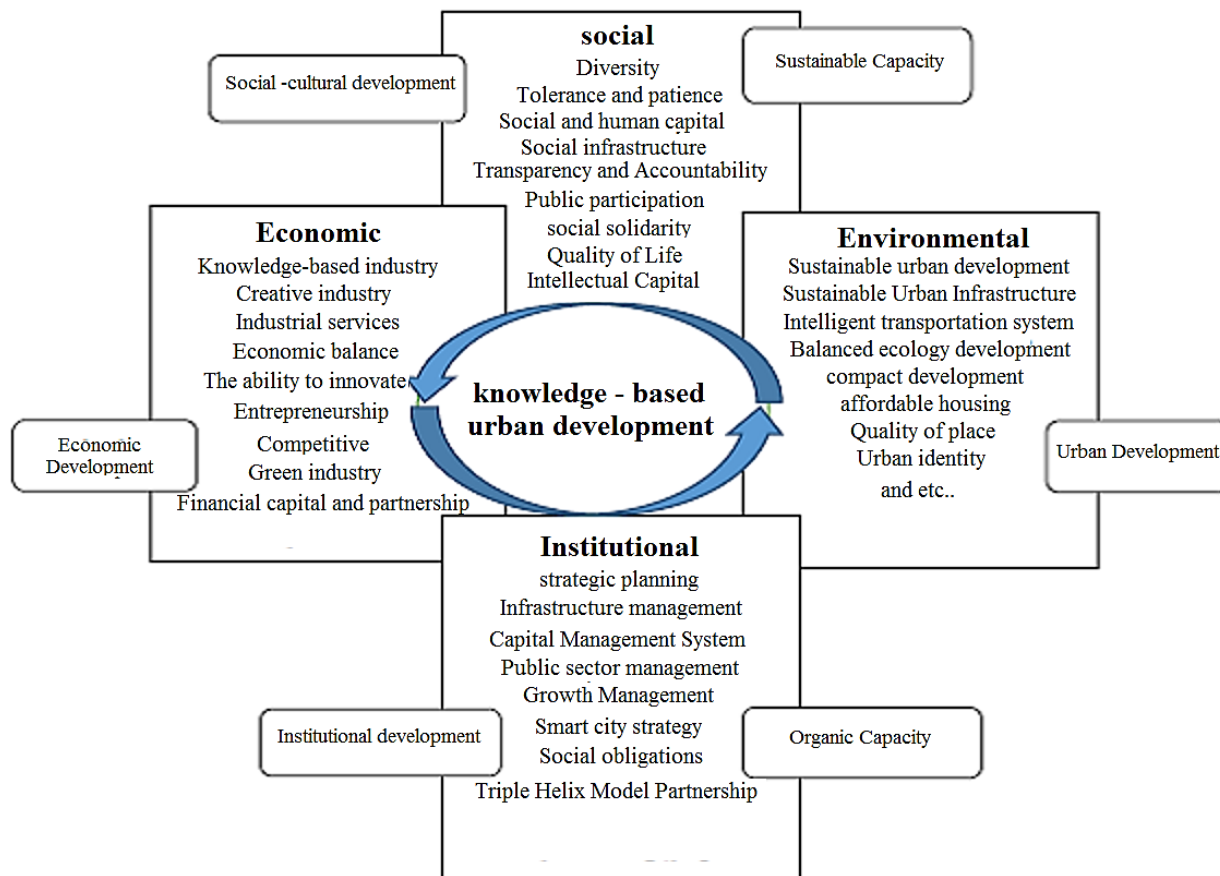 social
Diversity
Tolerance and patience
Social and human capital
Social infrastructure
Transparency and Accountability
Public participation
social solidarity
Quality of Life
Intellectual Capital
Social -cultural development
Sustainable Capacity
Economic
Knowledge-based industry
Creative industry
Industrial services
Economic balance
The ability to innovate
Entrepreneurship
Competitive
Green industry
Financial capital and partnership
Economic
Development
knowledge - based
urban development
Environmental
Sustainable urban development
Sustainable Urban Infrastructure
Intelligent transportation system
Balanced ecology development
compact development
affordable housing
Quality of place
Urban identity
and etc..
Urban Development
Institutional
strategic planning
Infrastructure management
Capital Management System
Public sector management
Growth Management
Smart city strategy
Social obligations
Triple Helix Model Partnership
Institutional development
Organic Capacity